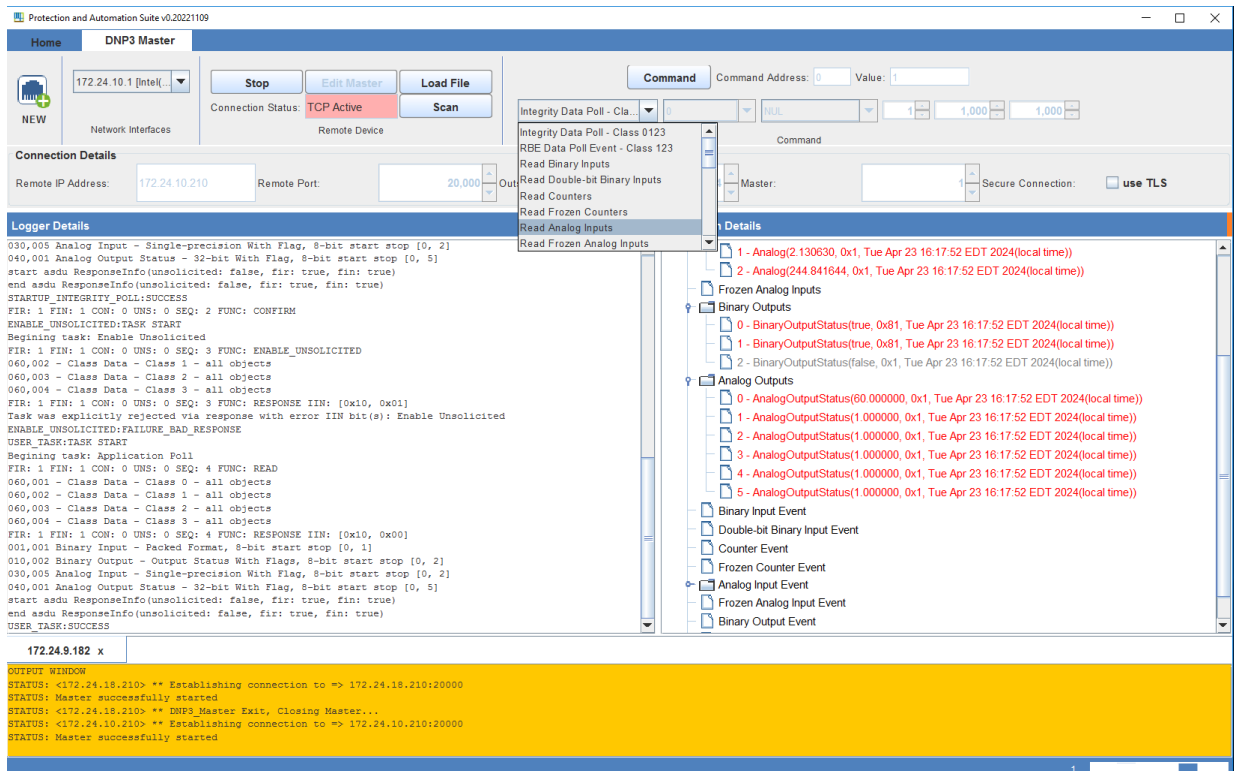 Protection and Automation Suite v0.20221109
Home
DNP3 Master
NEW
172.24.10.1 [Intel(...
Network Interfaces
Stop
Edit Master
Load File
Connection Status:
TCP Active
Scan
Remote Device
Command
Command Address:
0
Value:
1
Integrity Data Poll - Cla...
0
NUL
1
1,000
1,000
Command
Integrity Data Poll - Class 0123
RBE Data Poll Event - Class 123
Read Binary Inputs
Read Double-bit Binary Inputs
Read Counters
Read Frozen Counters
Read Analog Inputs
Read Frozen Analog Inputs
Connection Details
Remote IP Address:
172.24.10.210
Remote Port:
20,000
Outs
4
Master:
1
Secure Connection:
use TLS
Logger Details
030,005 Analog Input - Single-precision With Flag, 8-bit start stop [0, 2]
040,001 Analog Output Status - 32-bit With Flag, 8-bit start stop [0, 5]
start asdu ResponseInfo(unsolicited: false, fir: true, fin: true)
end asdu ResponseInfo(unsolicited: false, fir: true, fin: true)
STARTUP_INTEGRITY_POLL:SUCCESS
FIR: 1 FIN: 1 CON: 0 UNS: 0 SEQ: 2 FUNC: CONFIRM
ENABLE_UNSOLICITED:TASK START
Begining task: Enable Unsolicited
FIR: 1 FIN: 1 CON: 0 UNS: 0 SEQ: 3 FUNC: ENABLE_UNSOLICITED
060,002 - Class Data - Class 1 - all objects
060,003 - Class Data - Class 2 - all objects
060,004 - Class Data - Class 3 - all objects
FIR: 1 FIN: 1 CON: 0 UNS: 0 SEQ: 3 FUNC: RESPONSE IIN: [0x10, 0x01]
Task was explicitly rejected via response with error IIN bit(s): Enable Unsolicited
ENABLE_UNSOLICITED:FAILURE_BAD_RESPONSE
USER_TASK:TASK START
Begining task: Application Poll
FIR: 1 FIN: 1 CON: 0 UNS: 0 SEQ: 4 FUNC: READ
060,001 - Class Data - Class 0 - all objects
060,002 - Class Data - Class 1 - all objects
060,003 - Class Data - Class 2 - all objects
060,004 - Class Data - Class 3 - all objects
FIR: 1 FIN: 1 CON: 0 UNS: 0 SEQ: 4 FUNC: RESPONSE IIN: [0x10, 0x00]
001,001 Binary Input - Packed Format, 8-bit start stop [0, 1]
010,002 Binary Output - Output Status With Flags, 8-bit start stop [0, 2]
030,005 Analog Input - Single-precision With Flag, 8-bit start stop [0, 2]
040,001 Analog Output Status - 32-bit With Flag, 8-bit start stop [0, 5]
start asdu ResponseInfo(unsolicited: false, fir: true, fin: true)
end asdu ResponseInfo(unsolicited: false, fir: true, fin: true)
USER_TASK:SUCCESS
n Details
1 - Analog(2.130630, 0x1, Tue Apr 23 16:17:52 EDT 2024(local time))
2 - Analog(244.841644, 0x1, Tue Apr 23 16:17:52 EDT 2024(local time))
Frozen Analog Inputs
Binary Outputs
0 - BinaryOutputStatus(true, 0x81, Tue Apr 23 16:17:52 EDT 2024(local time))
1 - BinaryOutputStatus(true, 0x81, Tue Apr 23 16:17:52 EDT 2024(local time))
2 - BinaryOutputStatus(false, 0x1, Tue Apr 23 16:17:52 EDT 2024(local time))
Analog Outputs
0 - AnalogOutputStatus(60.000000, 0x1, Tue Apr 23 16:17:52 EDT 2024(local time))
1 - AnalogOutputStatus(1.000000, 0x1, Tue Apr 23 16:17:52 EDT 2024(local time))
2 - AnalogOutputStatus(1.000000, 0x1, Tue Apr 23 16:17:52 EDT 2024(local time))
3 - AnalogOutputStatus(1.000000, 0x1, Tue Apr 23 16:17:52 EDT 2024(local time))
4 - AnalogOutputStatus(1.000000, 0x1, Tue Apr 23 16:17:52 EDT 2024(local time))
5 - AnalogOutputStatus(1.000000, 0x1, Tue Apr 23 16:17:52 EDT 2024(local time))
Binary Input Event
Double-bit Binary Input Event
Counter Event
Frozen Counter Event
Analog Input Event
Frozen Analog Input Event
Binary Output Event
172.24.9.182 x
OUTPUT WINDOW
STATUS: <172.24.18.210> ** Establishing connection to => 172.24.18.210:20000
STATUS: Master successfully started
STATUS: <172.24.18.210> ** DNP3_Master Exit, Closing Master...
STATUS: <172.24.10.210> ** Establishing connection to => 172.24.10.210:20000
STATUS: Master successfully started
1